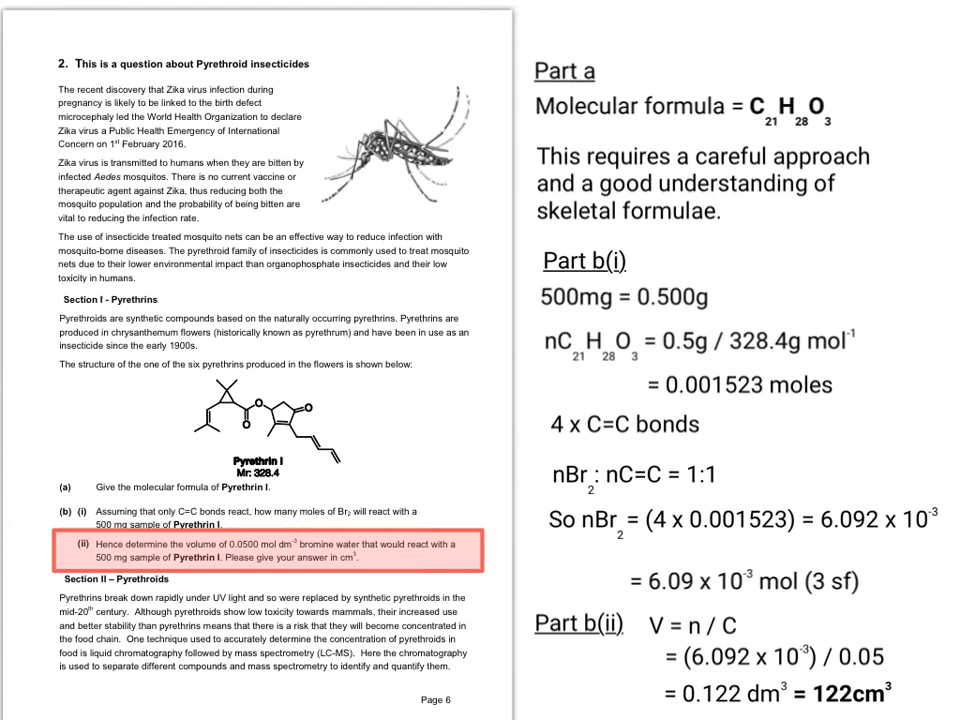 2. This is a question about Pyrethroid insecticides
The recent discovery that Zika virus infection during
pregnancy is likely to be linked to the birth defect
microcephaly led the World Health Organization to declare
Zika virus a Public Health Emergency of International
Concern on 1st February 2016.
Zika virus is transmitted to humans when they are bitten by
infected Aedes mosquitos. There is no current vaccine or
therapeutic agent against Zika, thus reducing both the
mosquito population and the probability of being bitten are
vital to reducing the infection rate.
The use of insecticide treated mosquito nets can be an effective way to reduce infection with
mosquito-borne diseases. The pyrethroid family of insecticides is commonly used to treat mosquito
nets due to their lower environmental impact than organophosphate insecticides and their low
toxicity in humans.
Section I - Pyrethrins
Pyrethroids are synthetic compounds based on the naturally occurring pyrethrins. Pyrethrins are
produced in chrysanthemum flowers (historically known as pyrethrum) and have been in use as an
insecticide since the early 1900s.
The structure of the one of the six pyrethrins produced in the flowers is shown below:
O
O
O
Pyrethrin I
Mr: 328.4
(a) Give the molecular formula of Pyrethrin I.
(b) (i) Assuming that only C=C bonds react, how many moles of Br₂ will react with a
500 mg sample of Pyrethrin I.
(ii) Hence determine the volume of 0.0500 mol dm⁻³ bromine water that would react with a
500 mg sample of Pyrethrin I. Please give your answer in cm³.
Section II – Pyrethroids
Pyrethrins break down rapidly under UV light and so were replaced by synthetic pyrethroids in the
mid-20th century. Although pyrethroids show low toxicity towards mammals, their increased use
and better stability than pyrethrins means that there is a risk that they will become concentrated in
the food chain. One technique used to accurately determine the concentration of pyrethroids in
food is liquid chromatography followed by mass spectrometry (LC-MS). Here the chromatography
is used to separate different compounds and mass spectrometry to identify and quantify them.
Page 6
Part a
Molecular formula = C₂₁H₂₈O₃
This requires a careful approach
and a good understanding of
skeletal formulae.
Part b(i)
500mg = 0.500g
nC₂₁H₂₈O₃ = 0.5g / 328.4g mol⁻¹
= 0.001523 moles
4 x C=C bonds
nBr₂ : nC=C = 1:1
So nBr₂ = (4 x 0.001523) = 6.092 x 10⁻³
= 6.09 x 10⁻³ mol (3 sf)
Part b(ii) V = n / C
= (6.092 x 10⁻³) / 0.05
= 0.122 dm³ = 122cm³